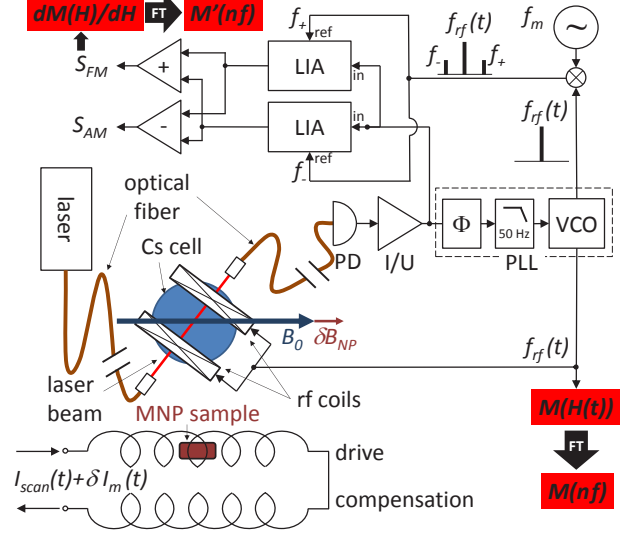 dM(H)/dH FT M'(nf)
f+ f_rf(t) f_m
ref f- f+
S_FM + LIA in
S_AM - LIA in f_rf(t)
f- ref
laser
optical
fiber
Cs cell
PD I/U Φ 50 Hz VCO
PLL
B_0 δB_NP
f_rf(t)
laser
beam
rf coils
MNP sample
M(H(t))
drive
FT
I_scan(t)+δI_m(t)
compensation
M(nf)